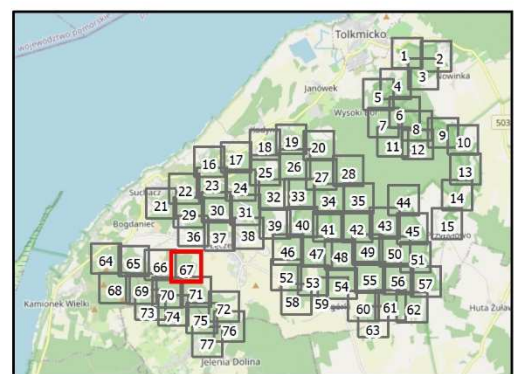 województwo pomorskie
Tolkmicko
1 2
3
4
Janówek
5
Wysoki Bór
6
7 8 9 10
11 12
503
18 19 20
16 17
13
25 26 27 28
22 23 24
14
Suchacz
21 29 30 31 32 33 34 35 44
Bogdaniec
15
36 37 38 39 40 41 42 43 45
46 47 48 49 50 51
64 65 66 67
52 53 54 55 56 57
Kamionek Wielki
68 69 70 71
58 59 60 61 62
Huta Żuław
73 74 75 72
63
76
77
Jelenia Dolina